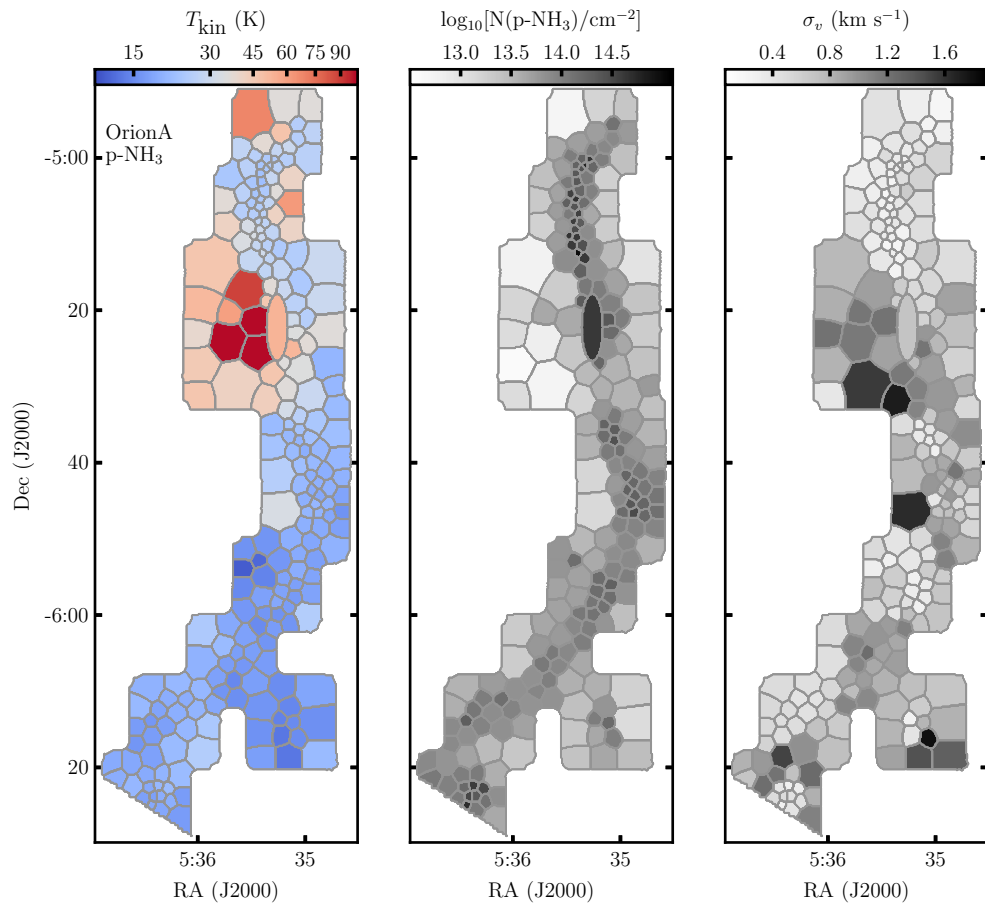 T_kin (K)
15 30 45 60 75 90
log₁₀[N(p-NH₃)/cm⁻²]
13.0 13.5 14.0 14.5
σ_v (km s⁻¹)
0.4 0.8 1.2 1.6
OrionA
p-NH₃
-5:00
20
40
-6:00
20
Dec (J2000)
5:36 35
RA (J2000)
5:36 35
RA (J2000)
5:36 35
RA (J2000)